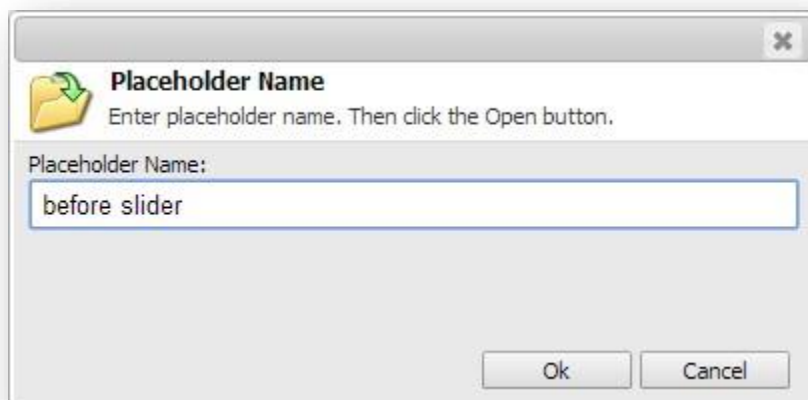 Placeholder Name
Enter placeholder name. Then click the Open button.
Placeholder Name:
before slider
Ok
Cancel